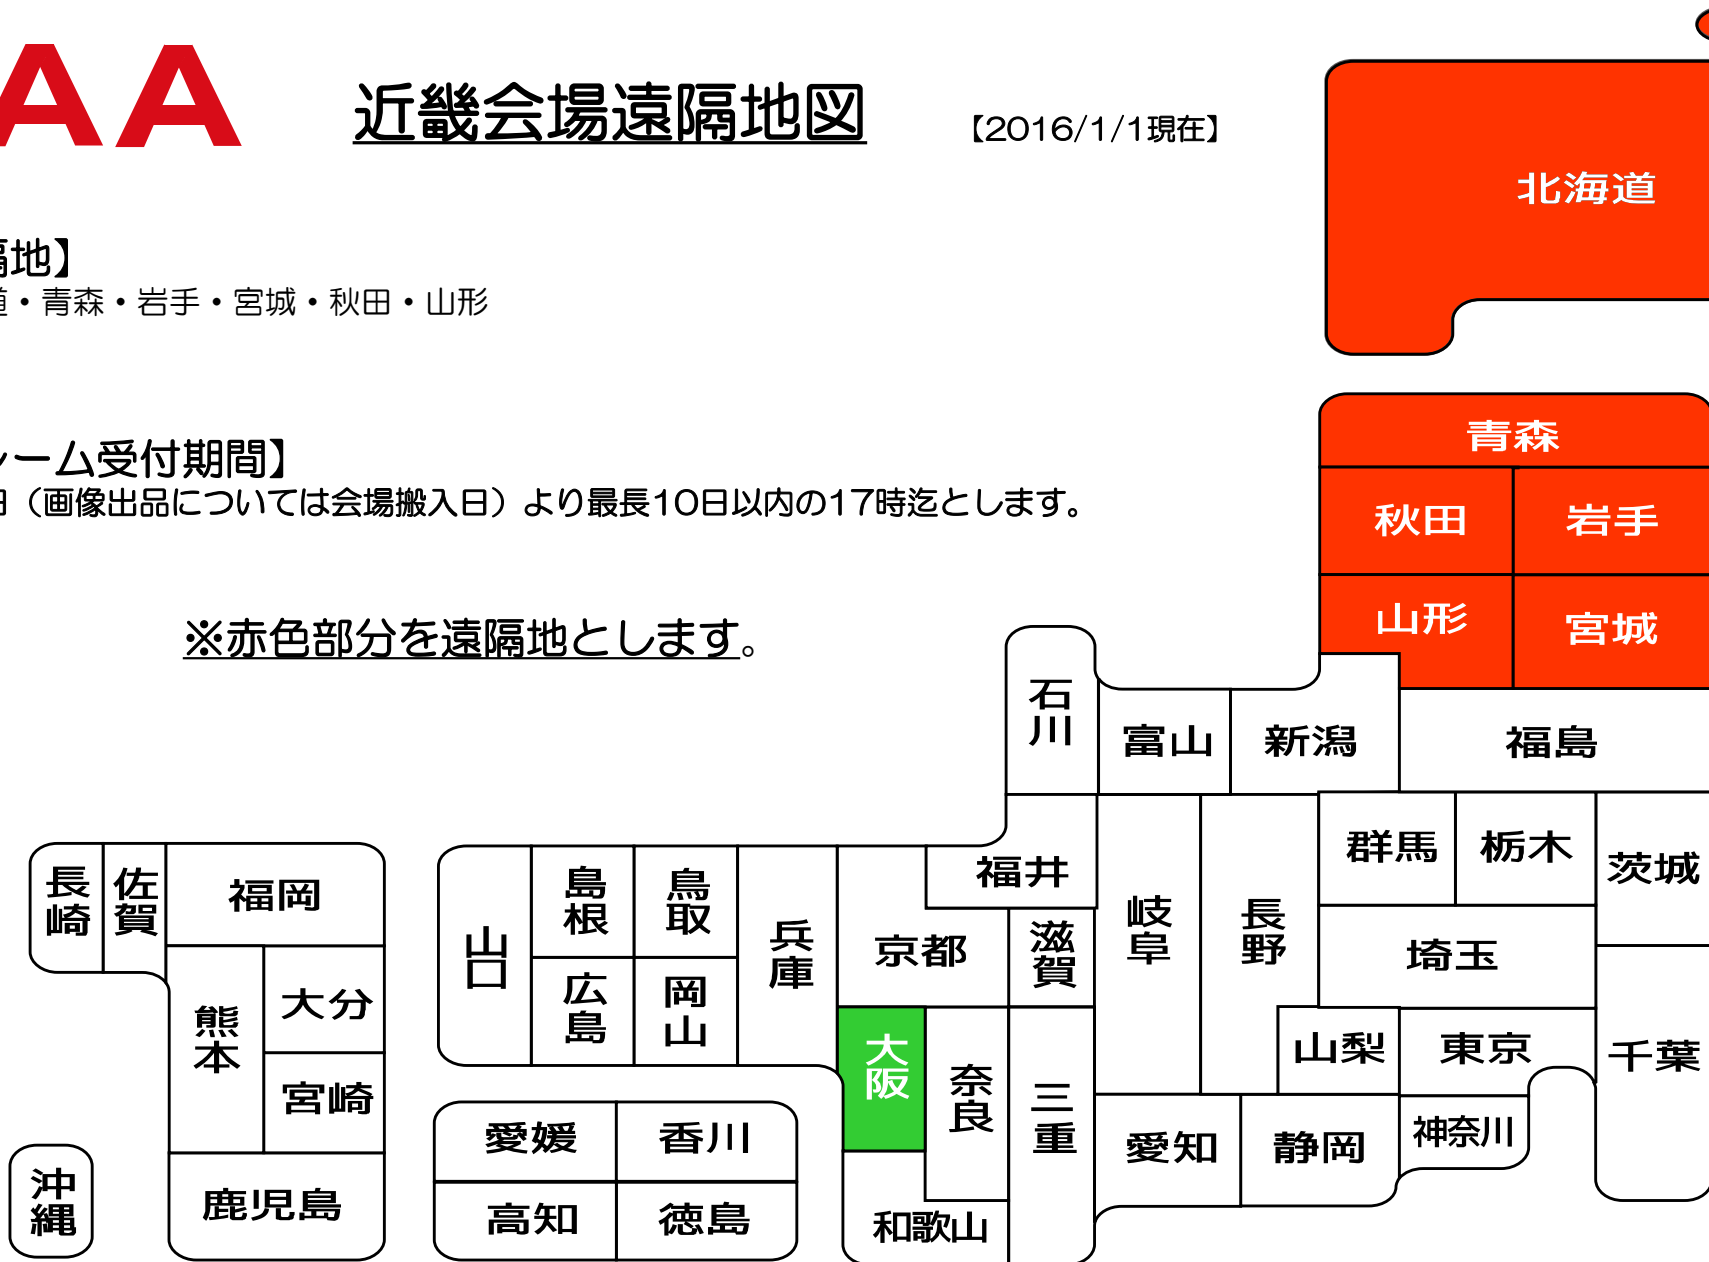 AA
近畿会場遠隔地図
【2016/1/1現在】
北海道
隔地】
道・青森・岩手・宮城・秋田・山形
青森
レーム受付期間】
日（画像出品については会場搬入日）より最長10日以内の17時迄とします。
秋田
岩手
山形
宮城
※赤色部分を遠隔地とします。
石川
富山
新潟
福島
群馬
栃木
茨城
長崎
佐賀
福岡
島根
鳥取
福井
山口
兵庫
京都
滋賀
岐阜
長野
埼玉
熊本
大分
広島
岡山
大阪
奈良
三重
山梨
東京
千葉
宮崎
愛媛
香川
愛知
静岡
神奈川
沖縄
鹿児島
高知
徳島
和歌山